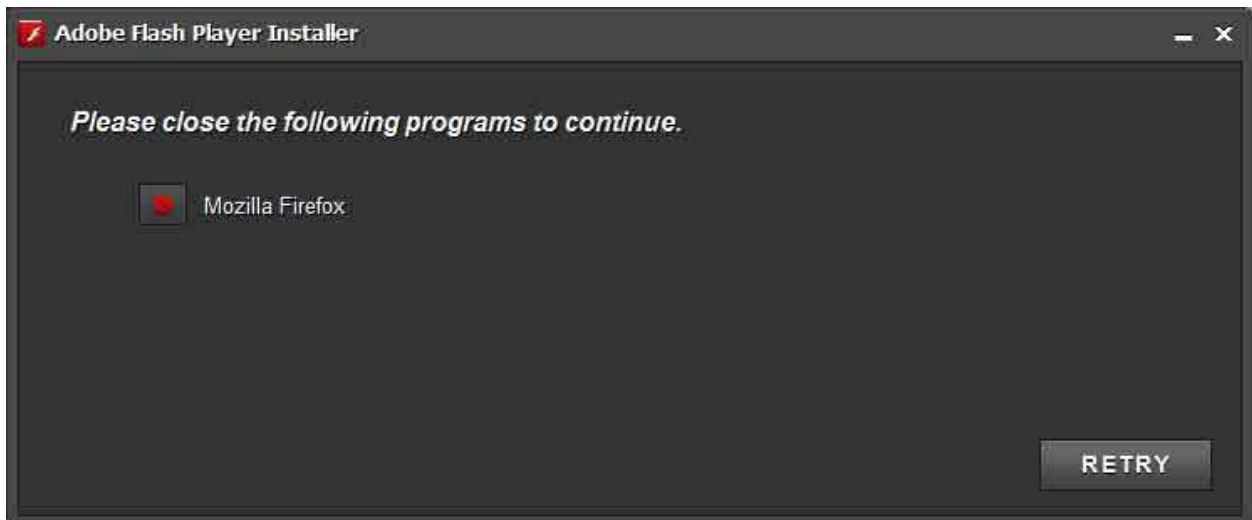 Adobe Flash Player Installer
Please close the following programs to continue.
Mozilla Firefox
RETRY